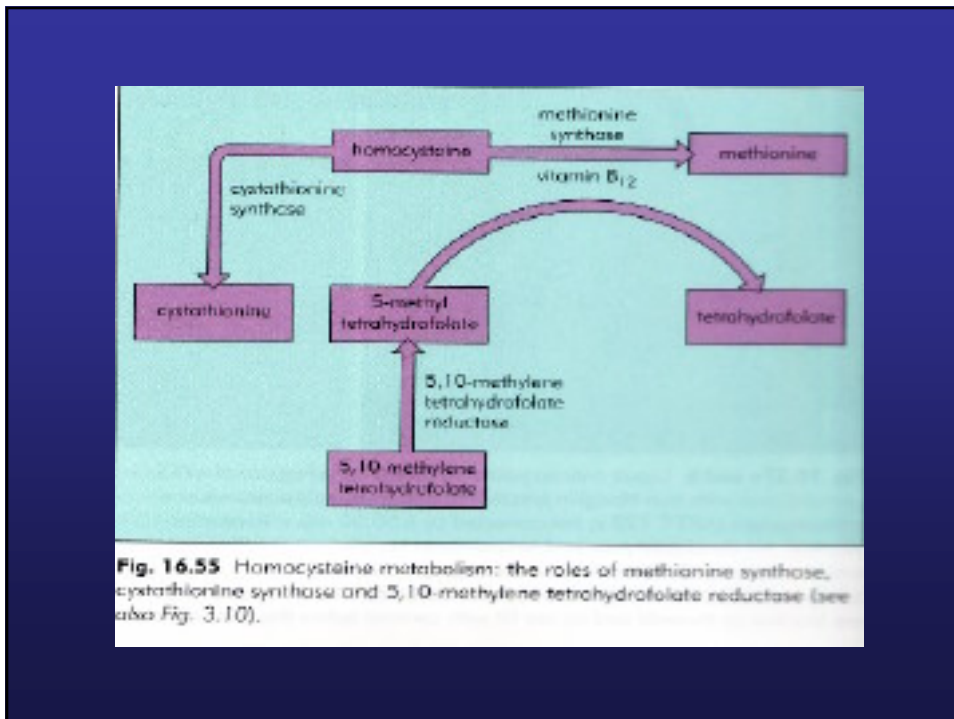 methionine
synthase
homocysteine
methionine
vitamin B₁₂
cystathionine
synthase
cystathionine
5-methyl
tetrahydrofolate
tetrahydrofolate
5,10-methylene
tetrahydrofolate
reductase
5,10-methylene
tetrahydrofolate
Fig. 16.55 Homocysteine metabolism: the roles of methionine synthase,
cystathionine synthase and 5,10-methylene tetrahydrofolate reductase (see
also Fig. 3.10).